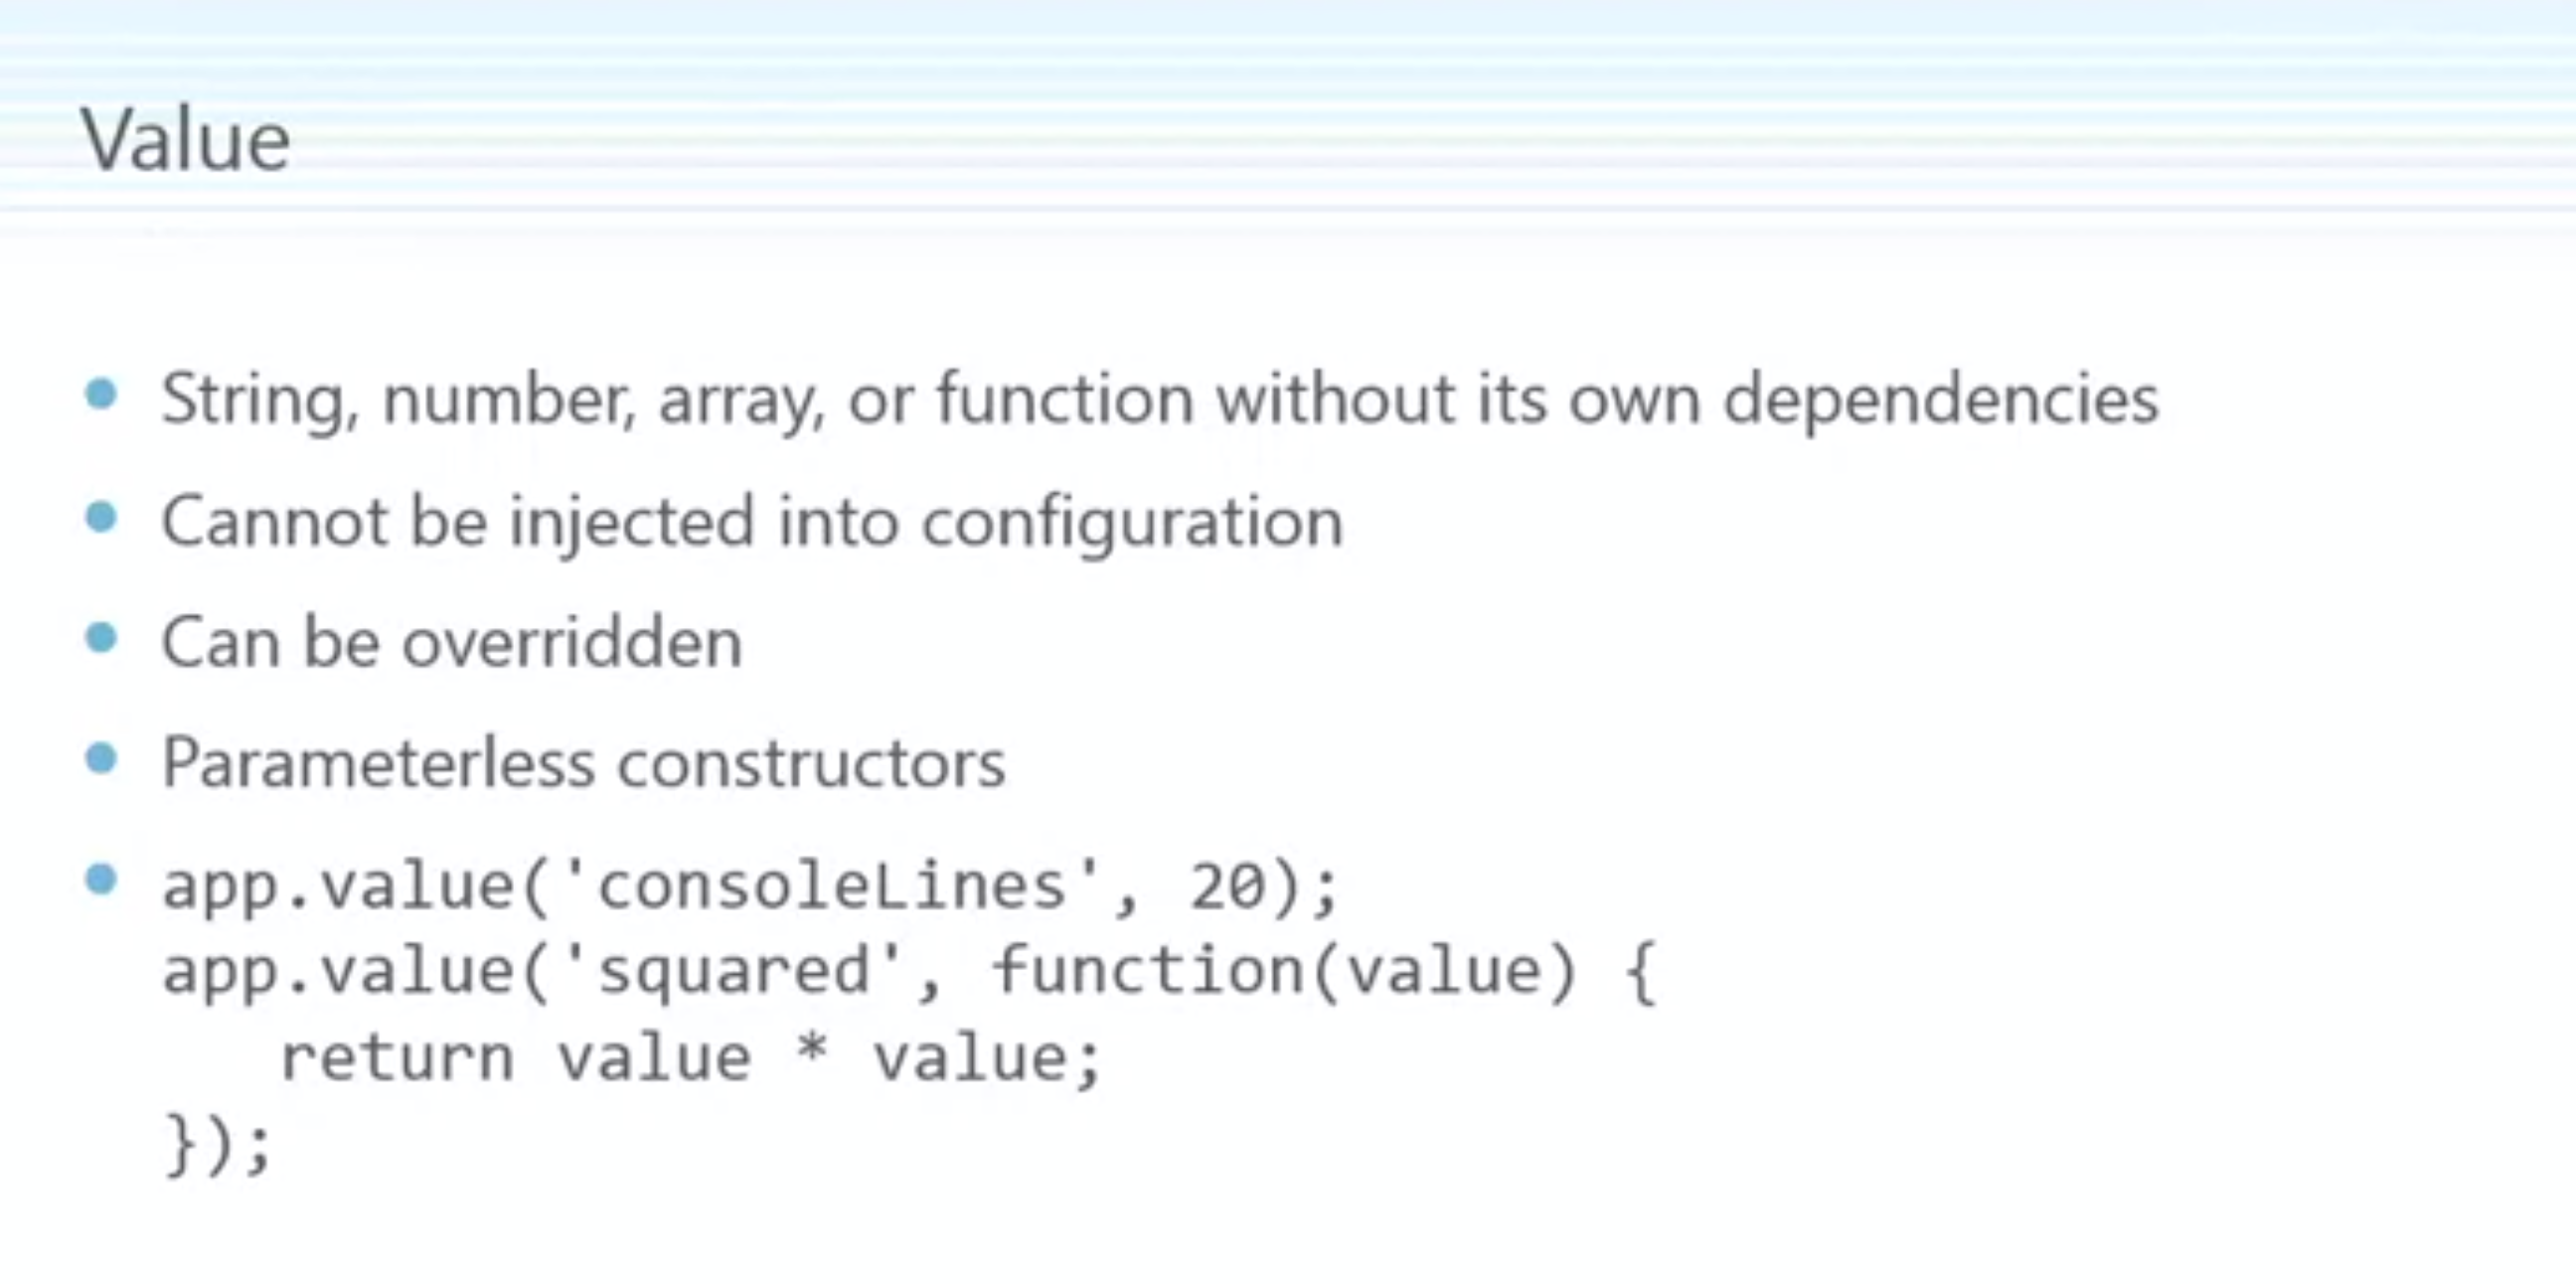 Value
• String, number, array, or function without its own dependencies
• Cannot be injected into configuration
• Can be overridden
• Parameterless constructors
• app.value('consoleLines', 20);
app.value('squared', function(value) {
   return value * value;
});